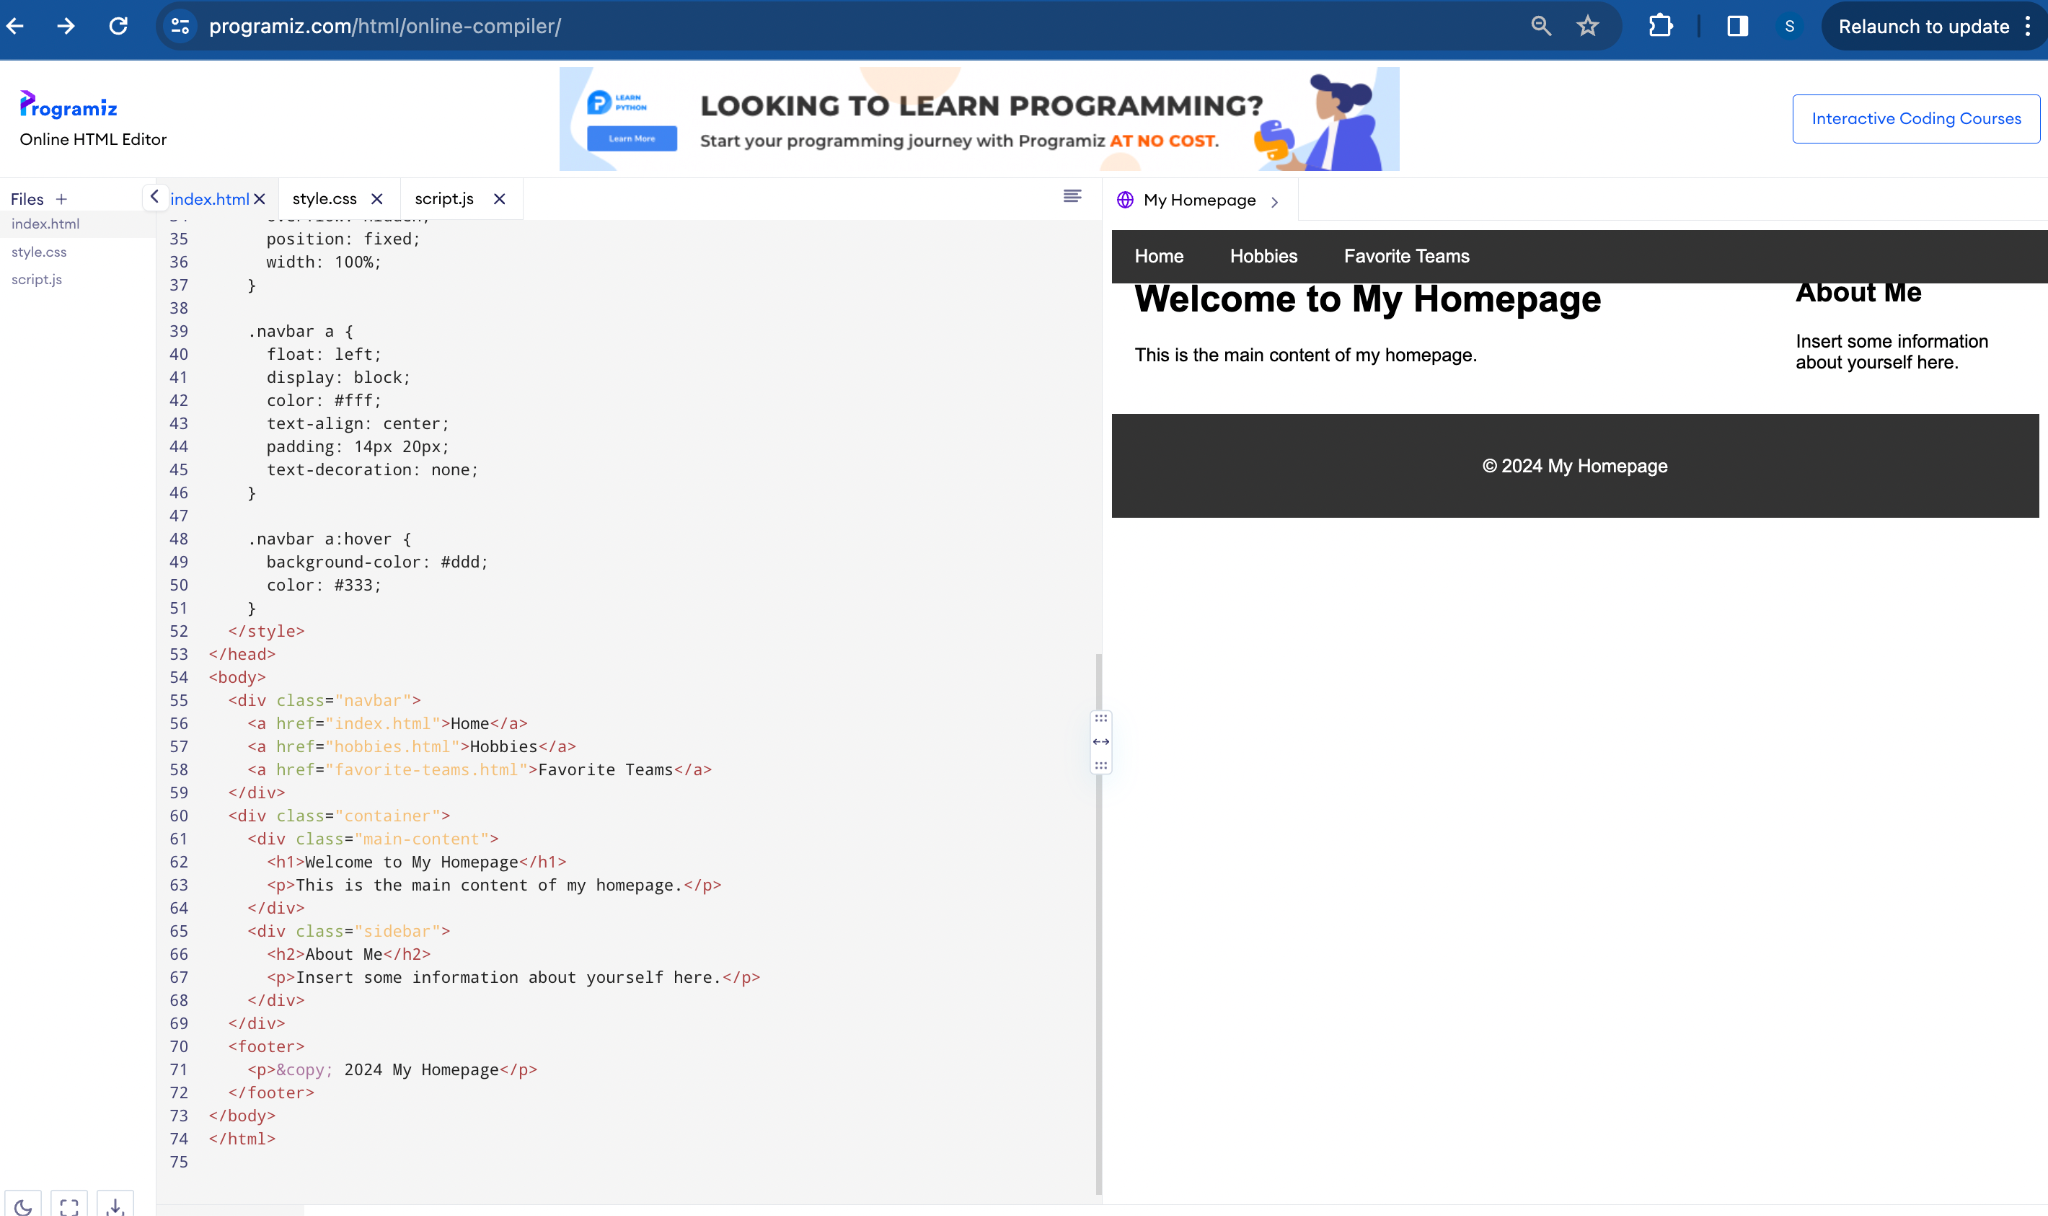 programiz.com/html/online-compiler/
S
Relaunch to update
Programiz
Online HTML Editor
LEARN
PYTHON
Learn More
LOOKING TO LEARN PROGRAMMING?
Start your programming journey with Programiz AT NO COST.
Interactive Coding Courses
Files +
index.html
style.css
script.js
index.html
style.css
script.js
35 position: fixed;
36 width: 100%;
37 }
38
39 .navbar a {
40 float: left;
41 display: block;
42 color: #fff;
43 text-align: center;
44 padding: 14px 20px;
45 text-decoration: none;
46 }
47
48 .navbar a:hover {
49 background-color: #ddd;
50 color: #333;
51 }
52 </style>
53 </head>
54 <body>
55 <div class="navbar">
56 <a href="index.html">Home</a>
57 <a href="hobbies.html">Hobbies</a>
58 <a href="favorite-teams.html">Favorite Teams</a>
59 </div>
60 <div class="container">
61 <div class="main-content">
62 <h1>Welcome to My Homepage</h1>
63 <p>This is the main content of my homepage.</p>
64 </div>
65 <div class="sidebar">
66 <h2>About Me</h2>
67 <p>Insert some information about yourself here.</p>
68 </div>
69 </div>
70 <footer>
71 <p>&copy; 2024 My Homepage</p>
72 </footer>
73 </body>
74 </html>
75
My Homepage
Home Hobbies Favorite Teams
Welcome to My Homepage
This is the main content of my homepage.
About Me
Insert some information
about yourself here.
© 2024 My Homepage